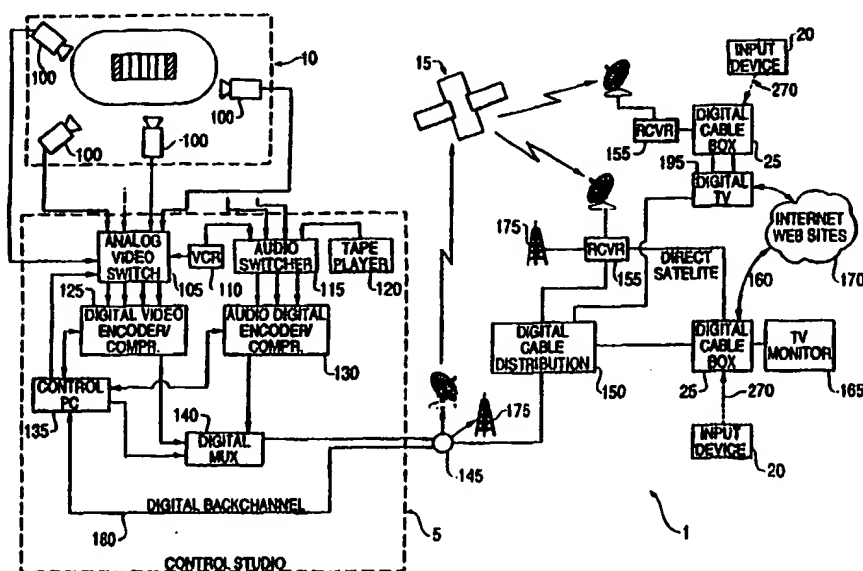 100
100
100
100
10
15
20
INPUT
DEVICE
270
DIGITAL
CABLE
BOX
25
RCVR
155
195
DIGITAL TV
INTERNET
WEB SITES
170
175
RCVR
155
DIRECT
SATELITE
160
ANALOG
VIDEO
SWITCH
105
VCR
110
AUDIO
SWITCHER
115
TAPE
PLAYER
120
125
DIGITAL VIDEO
ENCODER/
COMPR.
AUDIO DIGITAL
ENCODER/
COMPR.
130
CONTROL
PC
135
140
DIGITAL
MUX
175
145
DIGITAL CABLE
DISTRIBUTION
150
DIGITAL
CABLE
BOX
25
TV
MONITOR
165
270
INPUT
DEVICE
20
DIGITAL BACKCHANNEL
180
5
CONTROL STUDIO
1